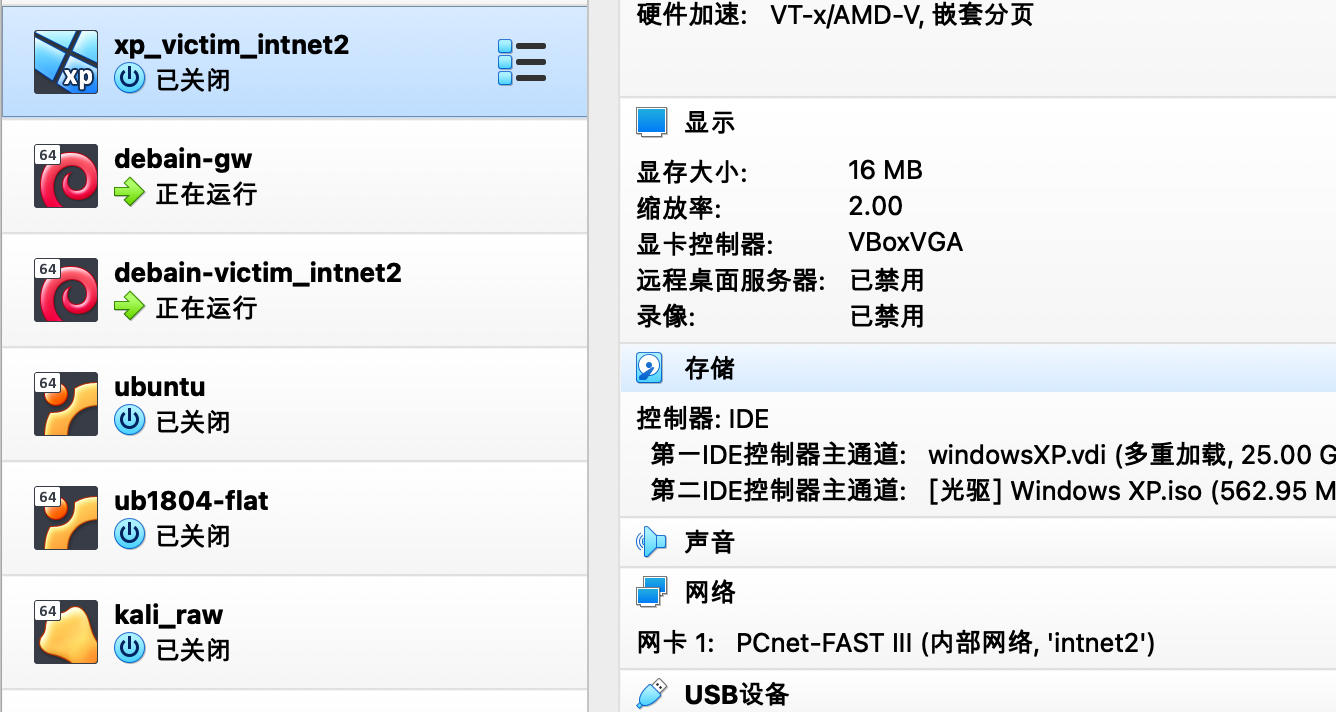 xp_victim_intnet2
xp
已关闭
64
debain-gw
正在运行
64
debain-victim_intnet2
正在运行
64
ubuntu
已关闭
64
ub1804-flat
已关闭
64
kali_raw
已关闭
硬件加速: VT-x/AMD-V, 嵌套分页
显示
显存大小: 16 MB
缩放率: 2.00
显卡控制器: VBoxVGA
远程桌面服务器: 已禁用
录像: 已禁用
存储
控制器: IDE
第一IDE控制器主通道: windowsXP.vdi (多重加载, 25.00 G
第二IDE控制器主通道: [光驱] Windows XP.iso (562.95 M
声音
网络
网卡 1: PCnet-FAST III (内部网络, 'intnet2')
USB设备